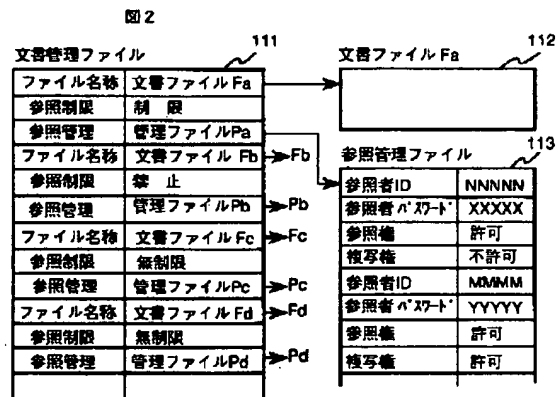 図2
文書管理ファイル
111
ファイル名称 文書ファイル Fa
参照制限 制 限
参照管理 管理ファイルPa
ファイル名称 文書ファイル Fb
Fb
参照制限 禁 止
参照管理 管理ファイルPb
Pb
ファイル名称 文書ファイル Fc
Fc
参照制限 無制限
参照管理 管理ファイルPc
Pc
ファイル名称 文書ファイル Fd
Fd
参照制限 無制限
参照管理 管理ファイルPd
Pd
文書ファイル Fa
112
参照管理ファイル
113
参照者ID NNNNN
参照者パスワード XXXXX
参照権 許可
複写権 不許可
参照者ID MMMM
参照者パスワード YYYYY
参照権 許可
複写権 許可